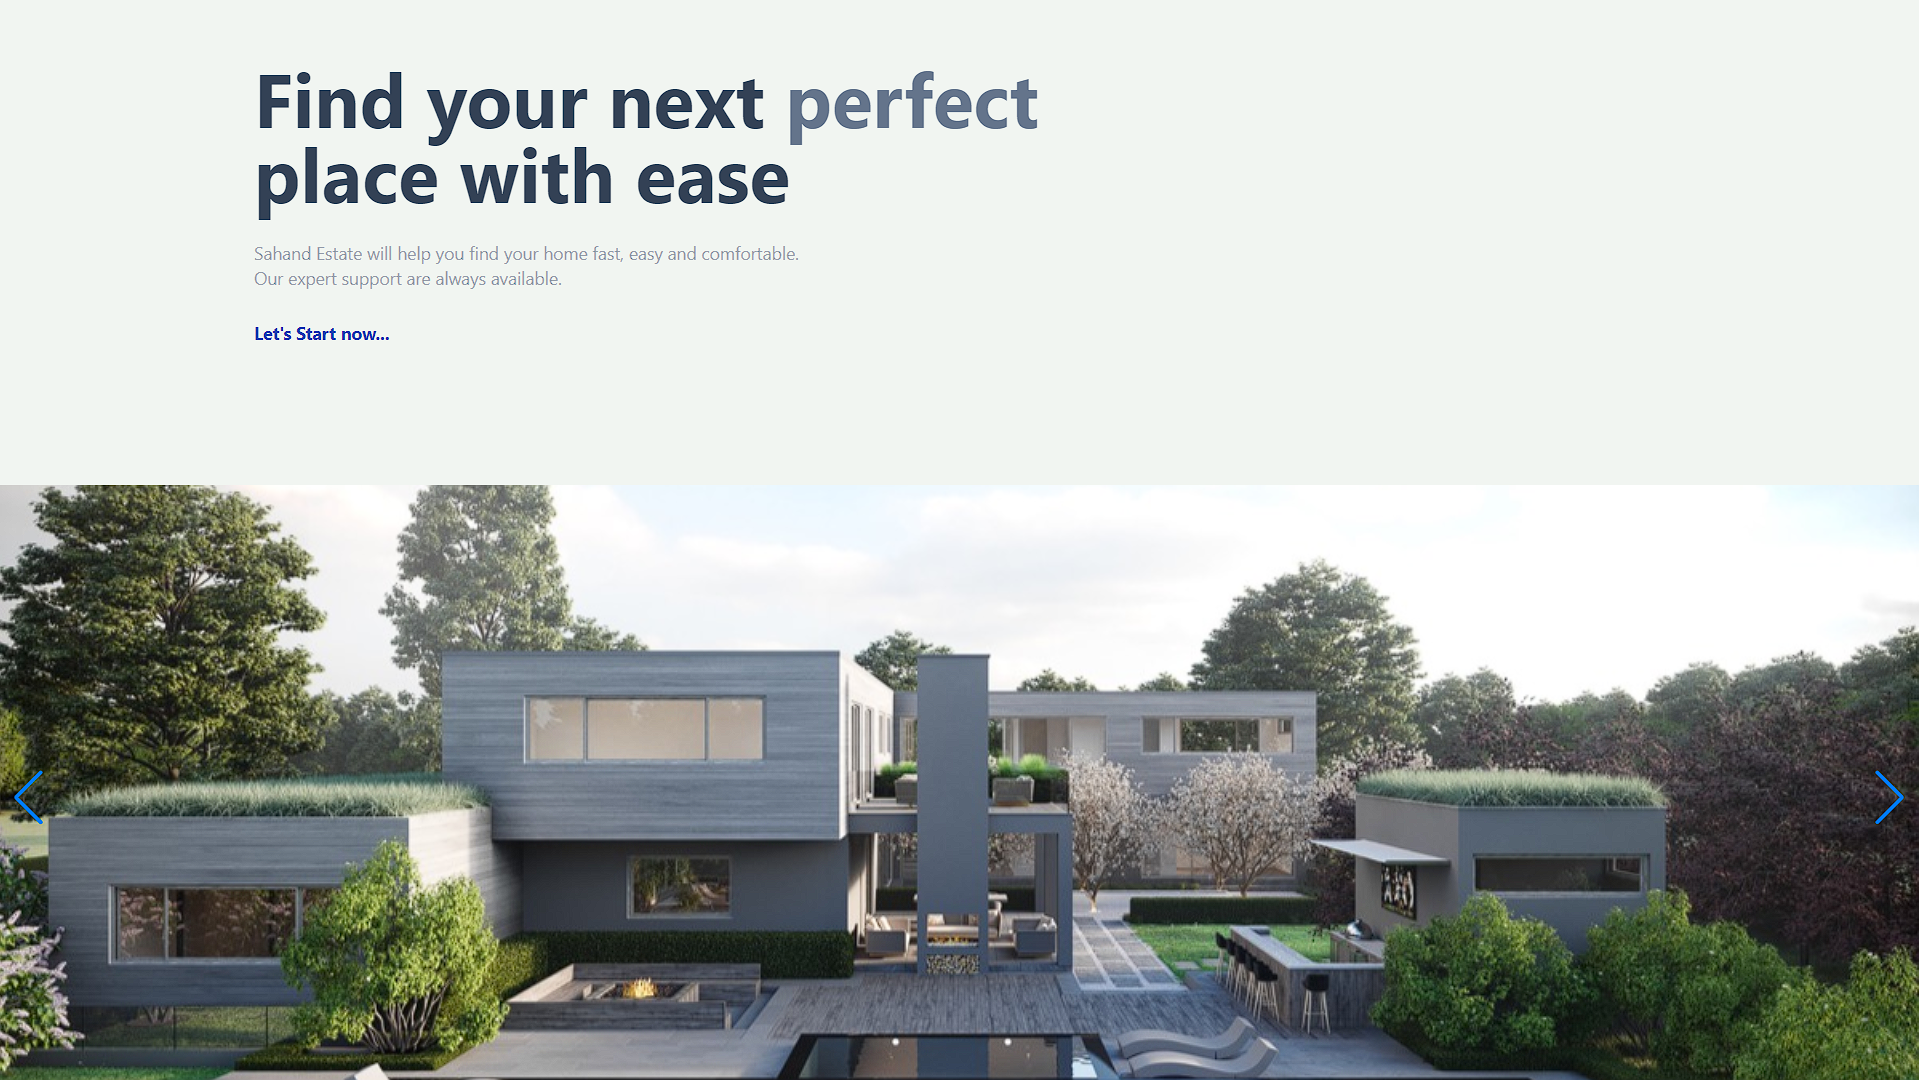 Find your next perfect
place with ease
Sahand Estate will help you find your home fast, easy and comfortable.
Our expert support are always available.
Let's Start now...